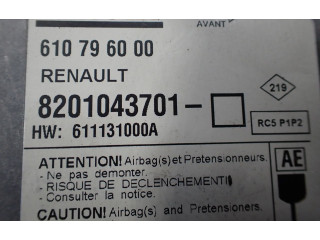 AVANT
610 79 60 00
RENAULT
219
8201043701-
RC5 P1P2
HW: 611131000A
ATTENTION! Airbag(s) et Pretensionneurs.
- Ne pas demonter.
- RISQUE DE DECLENCHEMENT!
- Consulter la notice.
AE
CAUTION! Airbag(s) and Pretensioners.